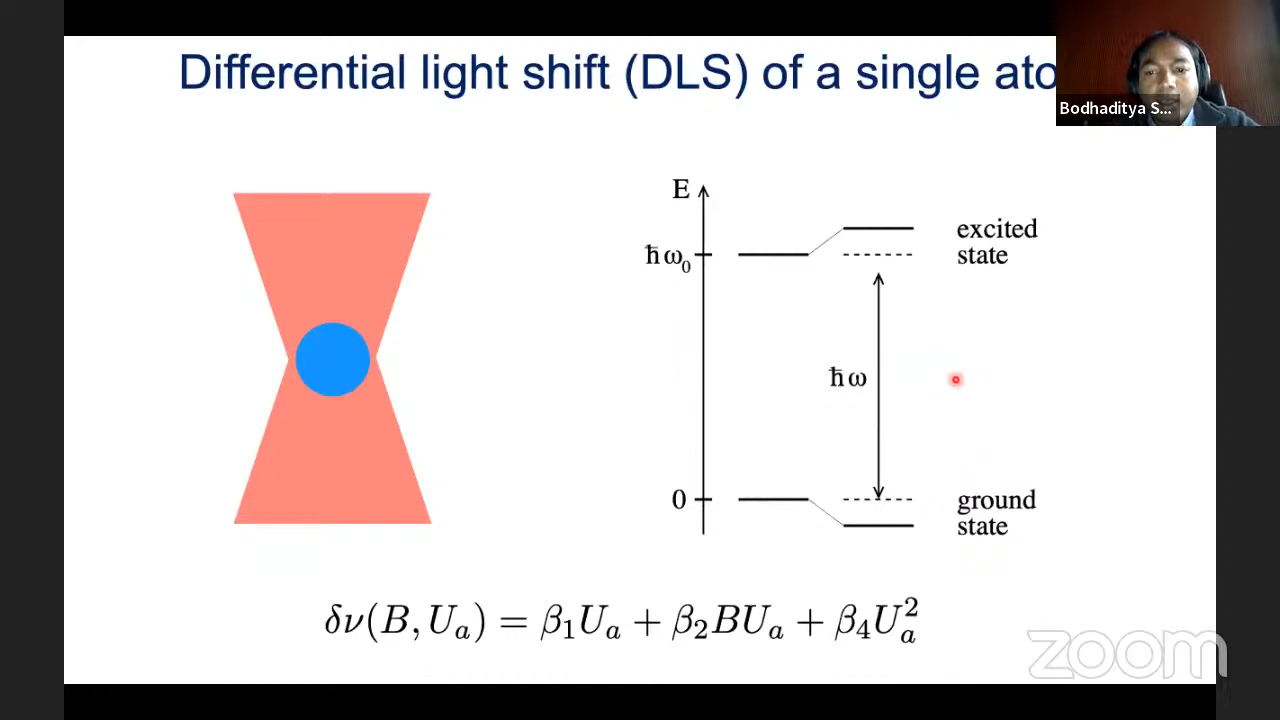 Differential light shift (DLS) of a single ato
Bodhaditya S...
E
ħω₀
excited
state
ħω
0
ground
state
δν(B, Uₐ) = β₁Uₐ + β₂BUₐ + β₄Uₐ²
zoom